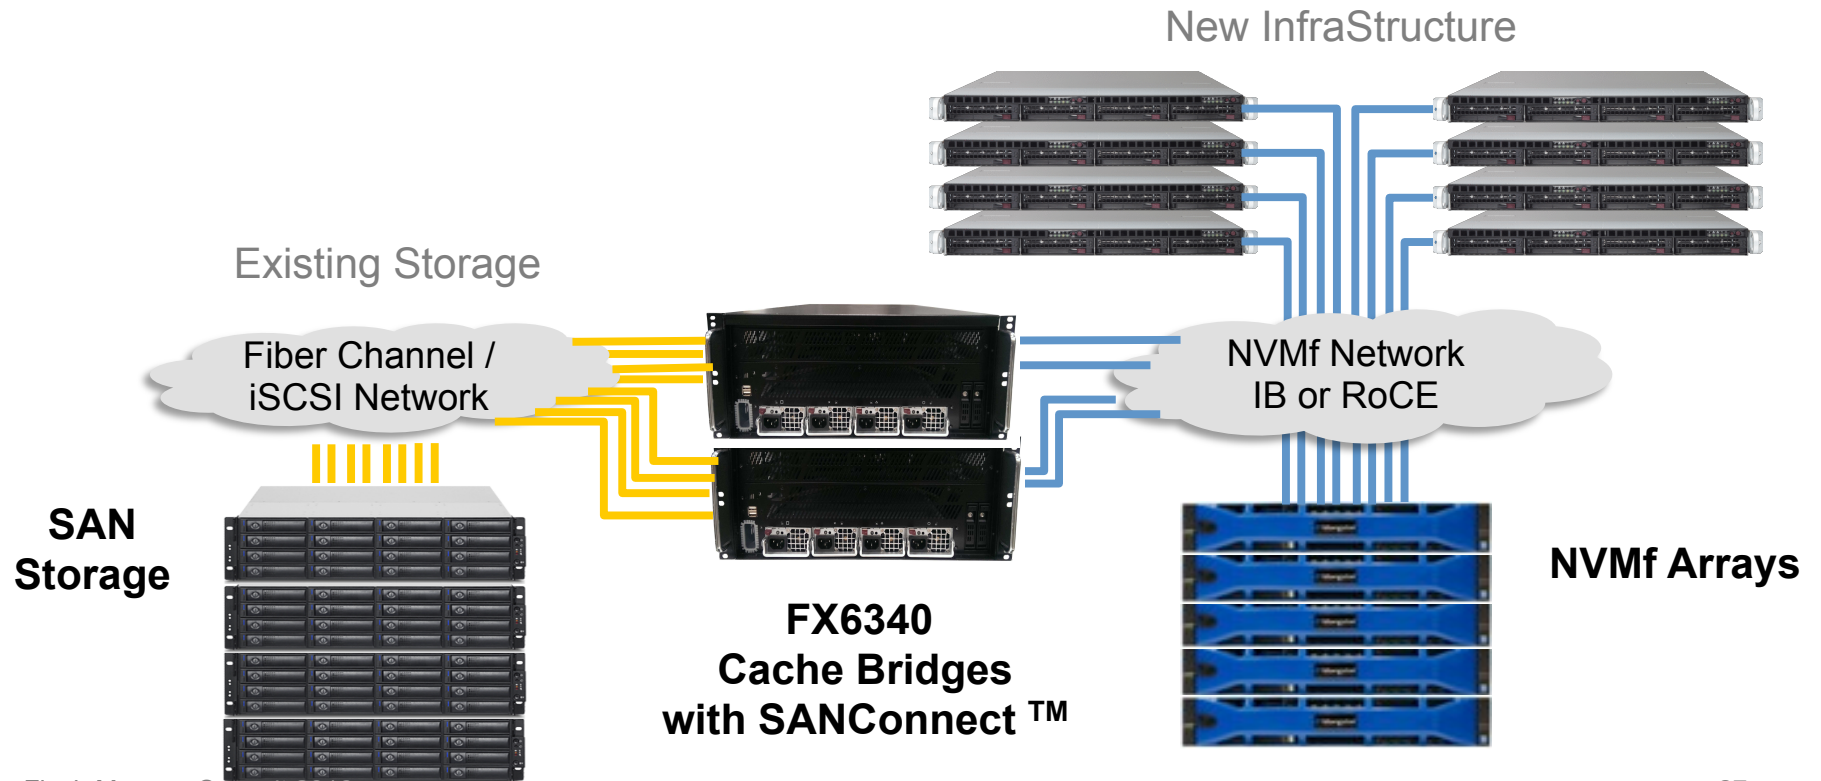 New InfraStructure
Existing Storage
Fiber Channel /
iSCSI Network
NVMf Network
IB or RoCE
SAN
Storage
NVMf Arrays
FX6340
Cache Bridges
with SANConnect TM